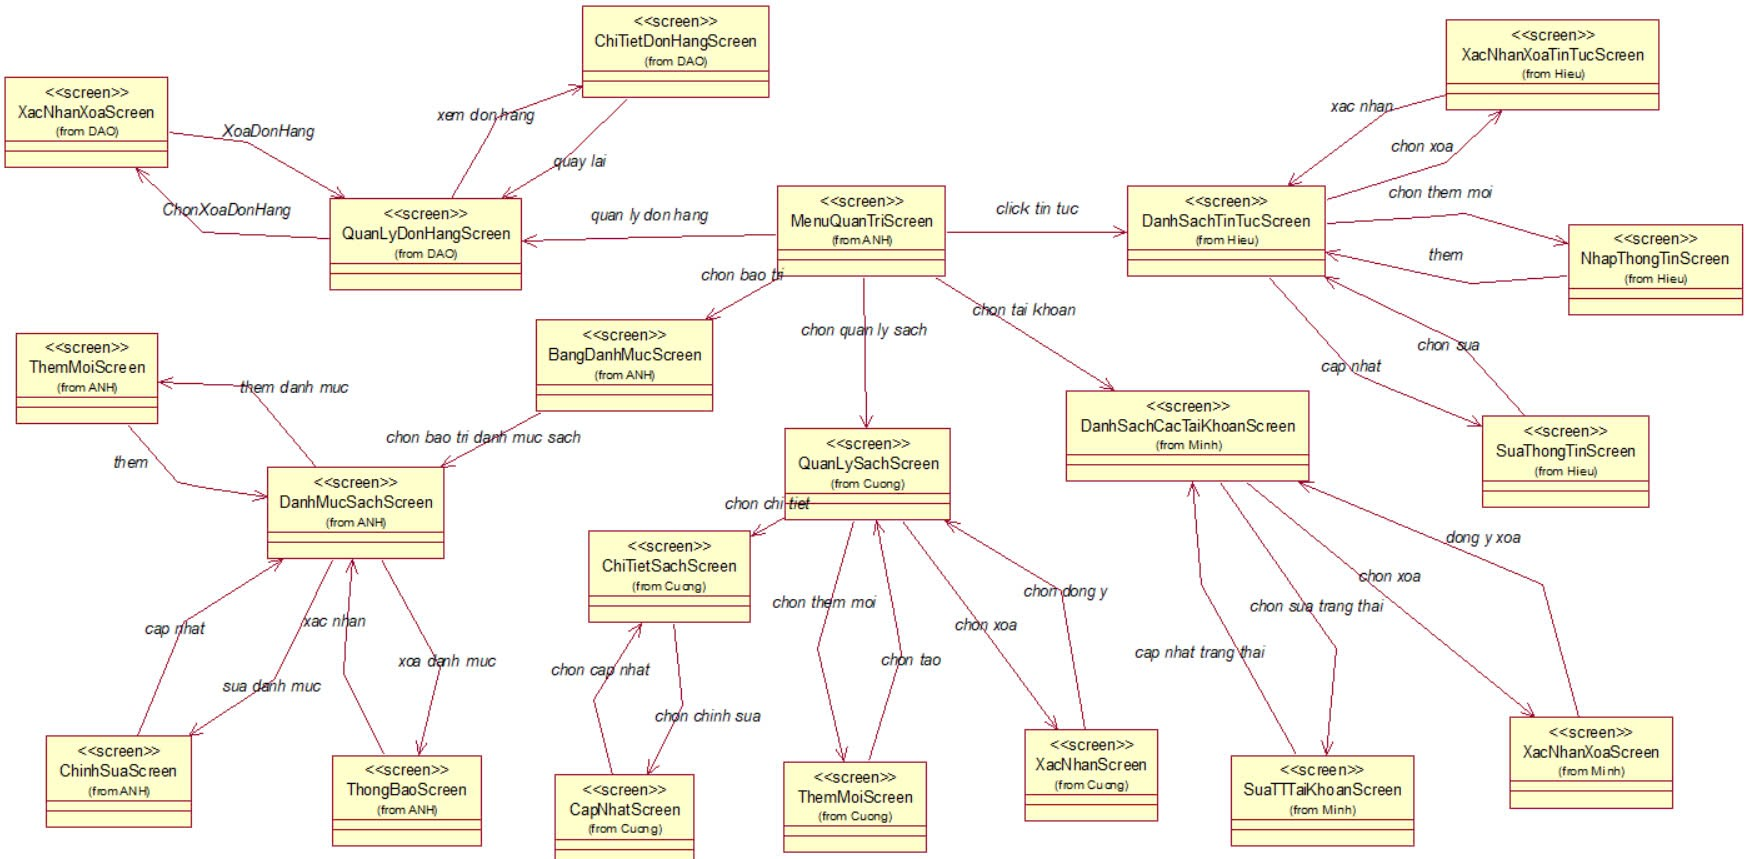 <<screen>>
ChiTietDonHangScreen
(from DAO)
<<screen>>
XacNhanXoaTinTucScreen
(from Hieu)
<<screen>>
XacNhanXoaScreen
(from DAO)
xem don hang
xac nhan
XoaDonHang
chon xoa
quay lai
ChonXoaDonHang
chon them moi
<<screen>>
QuanLyDonHangScreen
(from DAO)
quan ly don hang
<<screen>>
MenuQuanTriScreen
(from ANH)
click tin tuc
<<screen>>
DanhSachTinTucScreen
(from Hieu)
them
<<screen>>
NhapThongTinScreen
(from Hieu)
chon bao tri
chon quan ly sach
chon tai khoan
chon sua
cap nhat
<<screen>>
ThemMoiScreen
(from ANH)
them danh muc
<<screen>>
BangDanhMucScreen
(from ANH)
<<screen>>
DanhSachCacTaiKhoanScreen
(from Minh)
chon bao tri danh muc sach
them
<<screen>>
QuanLySachScreen
(from Cuong)
<<screen>>
SuaThongTinScreen
(from Hieu)
<<screen>>
DanhMucSachScreen
(from ANH)
chon chi tiet
dong y xoa
<<screen>>
ChiTietSachScreen
(from Cuong)
chon them moi
chon dong y
chon xoa
chon sua trang thai
cap nhat
xac nhan
chon xoa
xoa danh muc
chon cap nhat
chon tao
cap nhat trang thai
sua danh muc
chon chinh sua
<<screen>>
ChinhSuaScreen
(from ANH)
<<screen>>
ThongBaoScreen
(from ANH)
<<screen>>
CapNhatScreen
(from Cuong)
<<screen>>
ThemMoiScreen
(from Cuong)
<<screen>>
XacNhanScreen
(from Cuong)
<<screen>>
SuaTTTaiKhoanScreen
(from Minh)
<<screen>>
XacNhanXoaScreen
(from Minh)